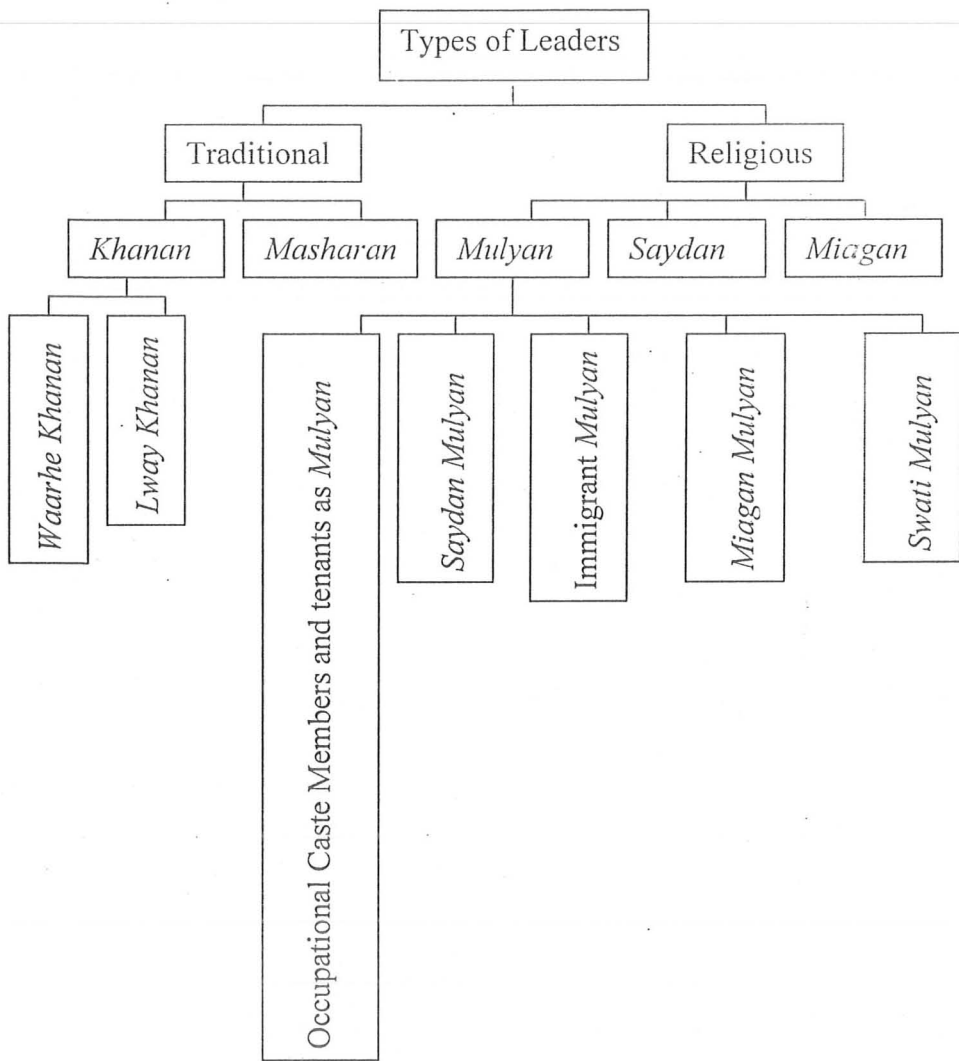 Types of Leaders
Traditional
Religious
Khanan
Masharan
Mulyan
Saydan
Miagan
Waarhe Khanan
Lway Khanan
Occupational Caste Members and tenants as Mulyan
Saydan Mulyan
Immigrant Mulyan
Miagan Mulyan
Swati Mulyan